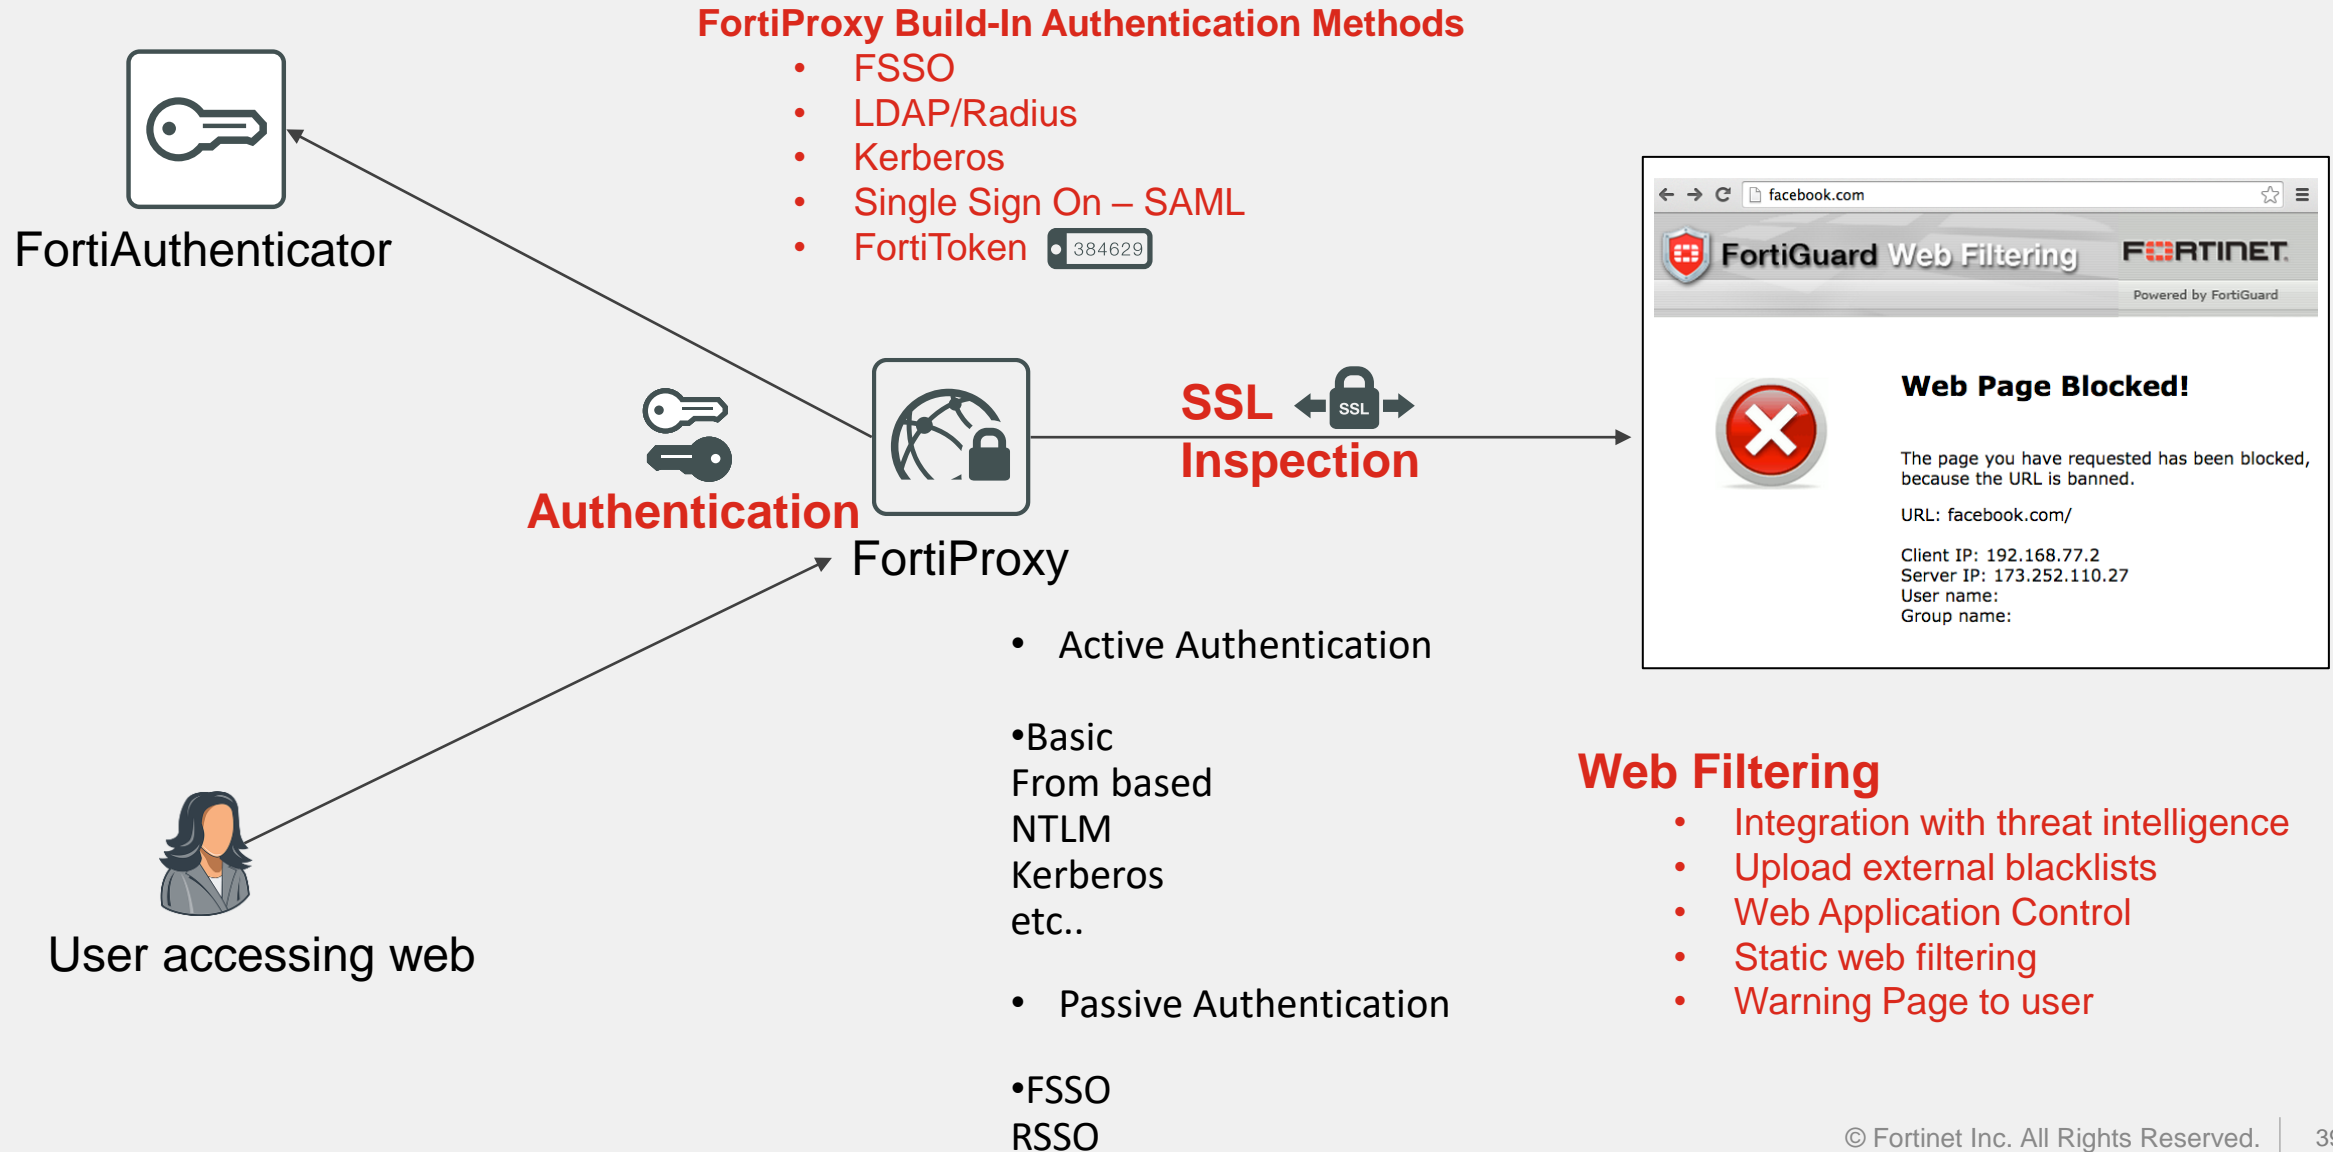 FortiProxy Build-In Authentication Methods
• FSSO
• LDAP/Radius
• Kerberos
• Single Sign On – SAML
• FortiToken 384629
FortiAuthenticator
Authentication
FortiProxy
SSL SSL
Inspection
User accessing web
• Active Authentication
•Basic
From based
NTLM
Kerberos
etc..
• Passive Authentication
•FSSO
RSSO
facebook.com
FortiGuard Web Filtering FORTINET
Powered by FortiGuard
Web Page Blocked!
The page you have requested has been blocked,
because the URL is banned.
URL: facebook.com/
Client IP: 192.168.77.2
Server IP: 173.252.110.27
User name:
Group name:
Web Filtering
• Integration with threat intelligence
• Upload external blacklists
• Web Application Control
• Static web filtering
• Warning Page to user
© Fortinet Inc. All Rights Reserved.